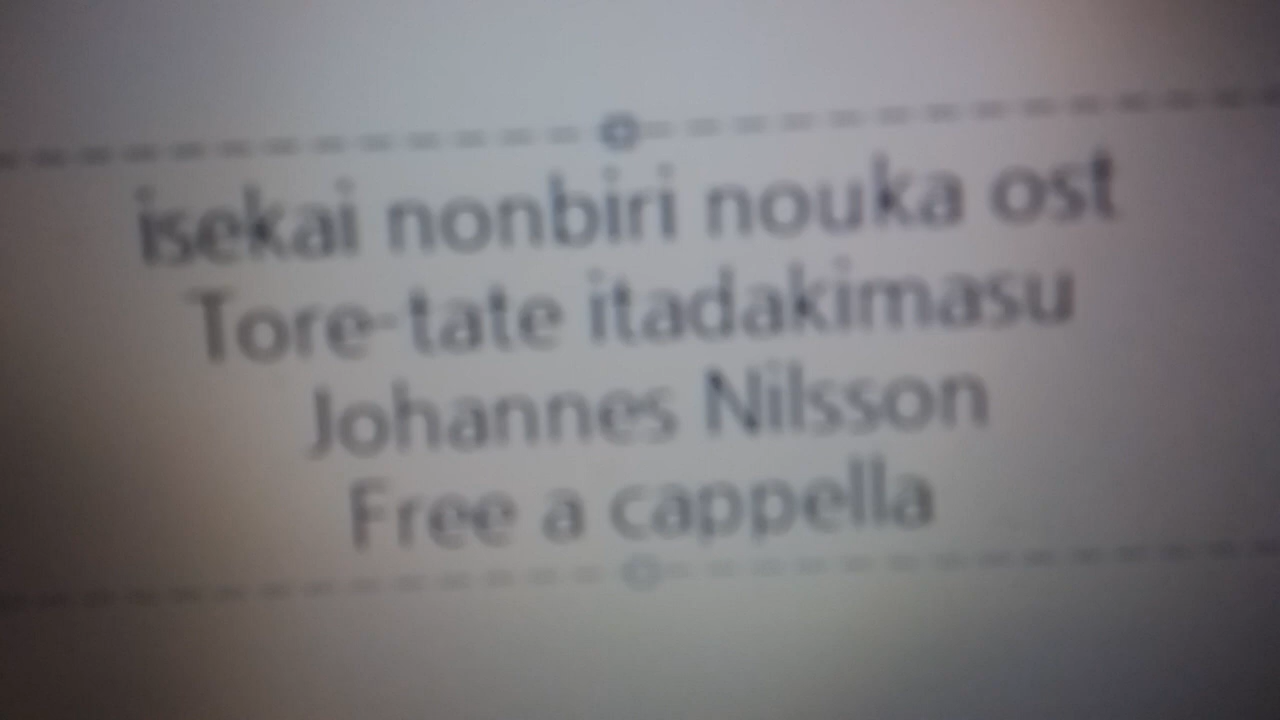 isekai nonbiri nouka ost
Tore-tate itadakimasu
Johannes Nilsson
Free a cappella